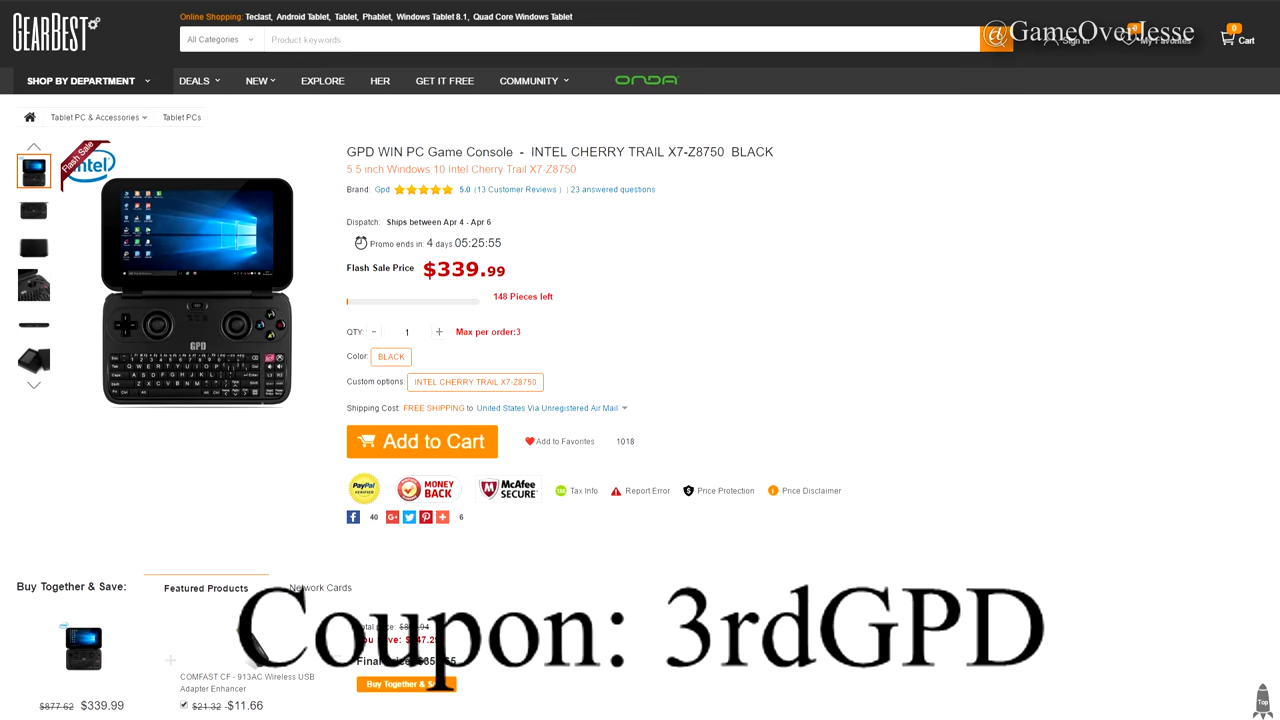 GEARBEST
Online Shopping: Teclast, Android Tablet, Tablet, Phablet, Windows Tablet 8.1, Quad Core Windows Tablet
All Categories
Product keywords
@GameOverJesse
Sign in
0
My Favorites
0
Cart
SHOP BY DEPARTMENT
DEALS
NEW
EXPLORE
HER
GET IT FREE
COMMUNITY
ONDA
Tablet PC & Accessories
Tablet PCs
Flash Sale
intel
GPD
GPD WIN PC Game Console - INTEL CHERRY TRAIL X7-Z8750 BLACK
5.5 inch Windows 10 Intel Cherry Trail X7-Z8750
Brand: Gpd 5.0 (13 Customer Reviews ) | 23 answered questions
Dispatch: Ships between Apr 4 - Apr 6
Promo ends in: 4 days 05:25:55
Flash Sale Price $339.99
148 Pieces left
QTY: - 1 + Max per order:3
Color: BLACK
Custom options: INTEL CHERRY TRAIL X7-Z8750
Shipping Cost: FREE SHIPPING to United States Via Unregistered Air Mail
Add to Cart
Add to Favorites 1018
PayPal VERIFIED
MONEY BACK
McAfee SECURE
TAX Tax Info
Report Error
Price Protection
Price Disclaimer
40
G+
6
Buy Together & Save:
Featured Products
Network Cards
Coupon: 3rdGPD
COMFAST CF - 913AC Wireless USB
Adapter Enhancer
$877.62 $339.99
$21.32 -$11.66
Buy Together &
Top